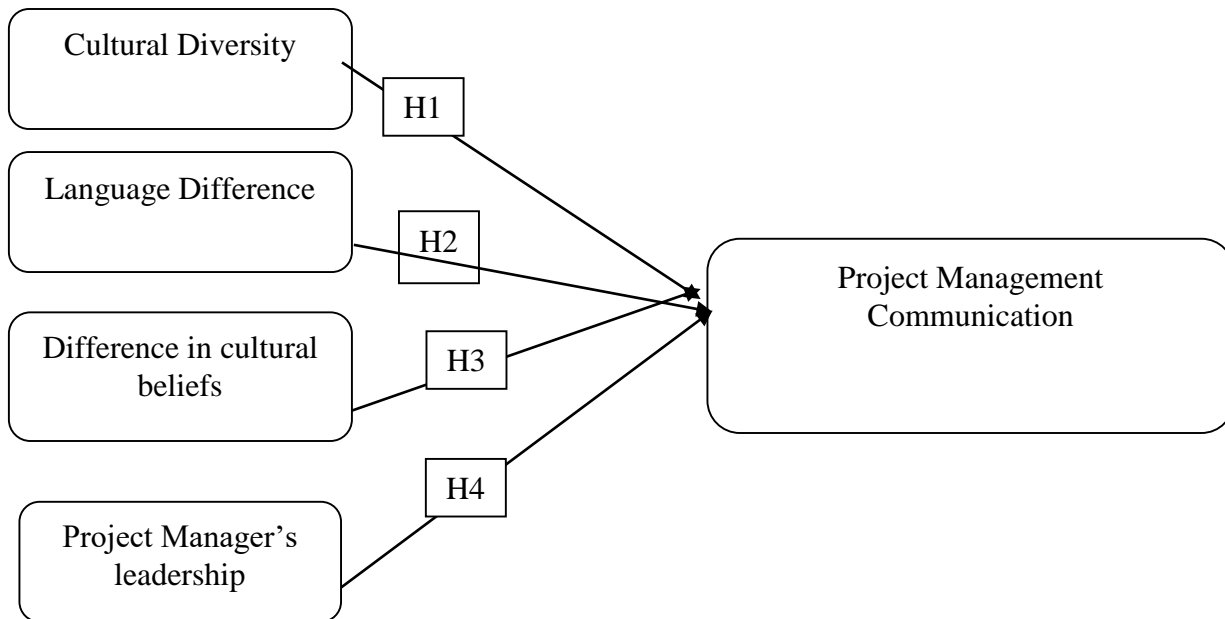 Cultural Diversity
H1
Language Difference
H2
Project Management
Communication
Difference in cultural
beliefs
H3
H4
Project Manager’s
leadership